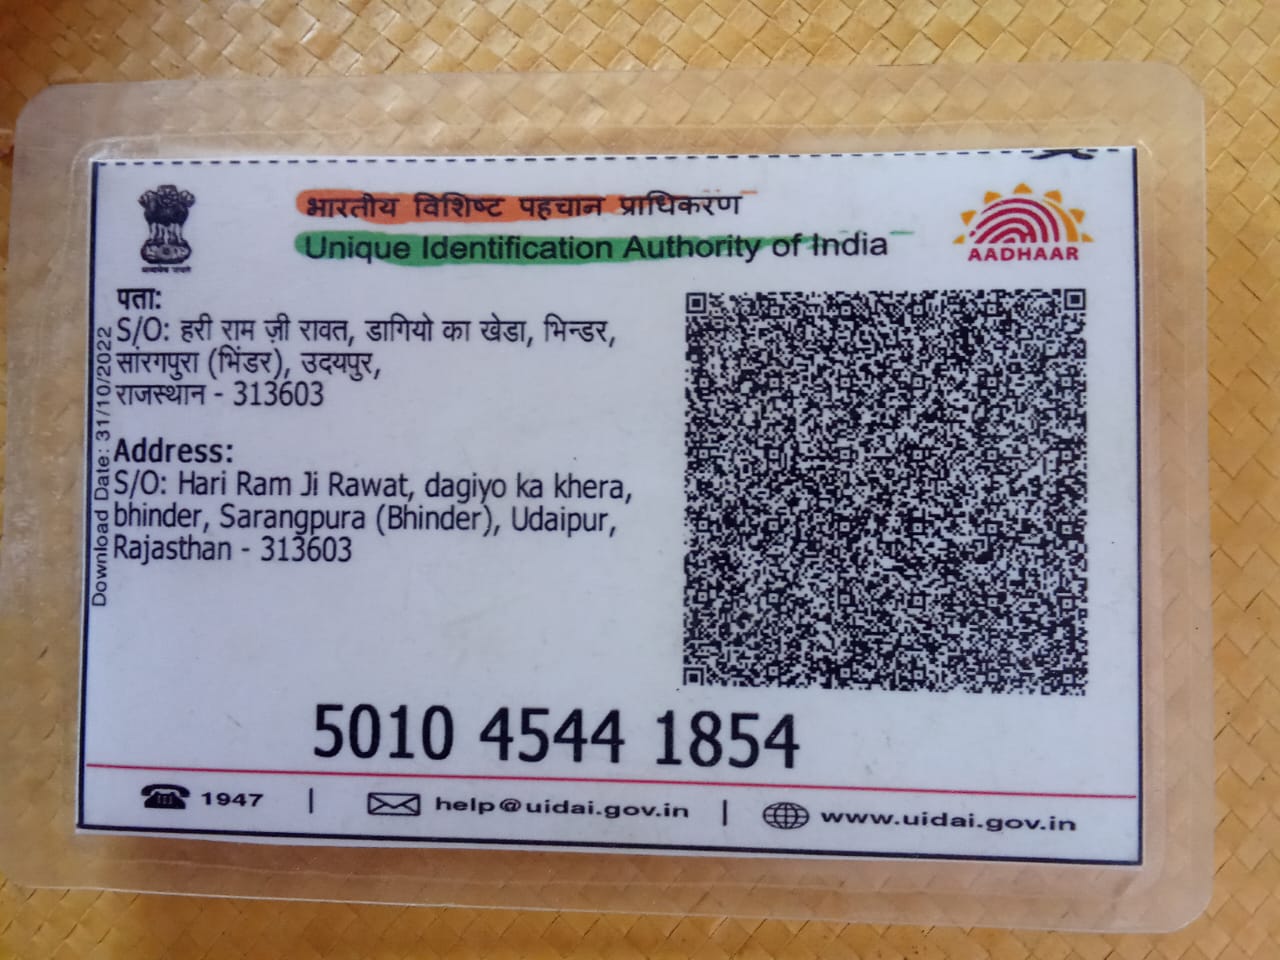 भारतीय विशिष्ट पहचान प्राधिकरण
Unique Identification Authority of India
AADHAAR
पता:
S/O: हरी राम ज़ी रावत, डागियो का खेडा, भिन्डर,
सांरगपुरा (भिंडर), उदयपुर,
राजस्थान - 313603
Address:
S/O: Hari Ram Ji Rawat, dagiyo ka khera,
bhinder, Sarangpura (Bhinder), Udaipur,
Rajasthan - 313603
Download Date: 31/10/2022
5010 4544 1854
1947 | help@uidai.gov.in | www.uidai.gov.in